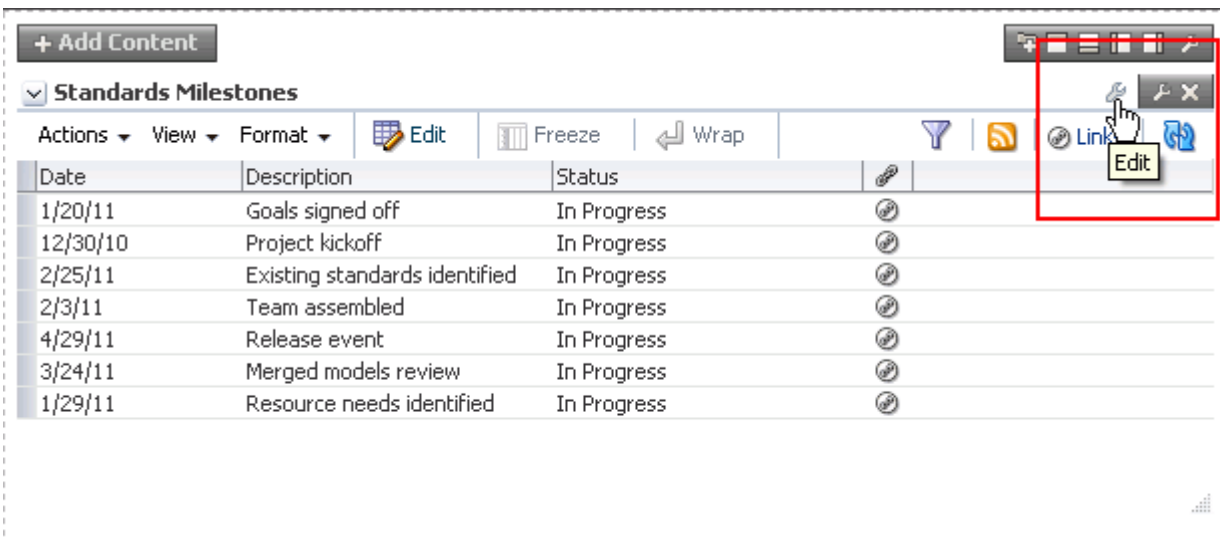 + Add Content
Standards Milestones
Actions View Format Edit Freeze Wrap Link
Edit
Date Description Status
1/20/11 Goals signed off In Progress
12/30/10 Project kickoff In Progress
2/25/11 Existing standards identified In Progress
2/3/11 Team assembled In Progress
4/29/11 Release event In Progress
3/24/11 Merged models review In Progress
1/29/11 Resource needs identified In Progress